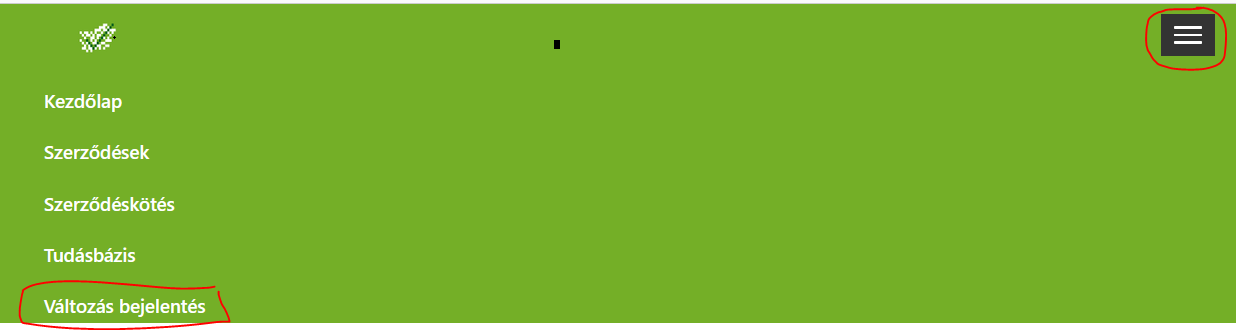 Kezdőlap
Szerződések
Szerződéskötés
Tudásbázis
Változás bejelentés